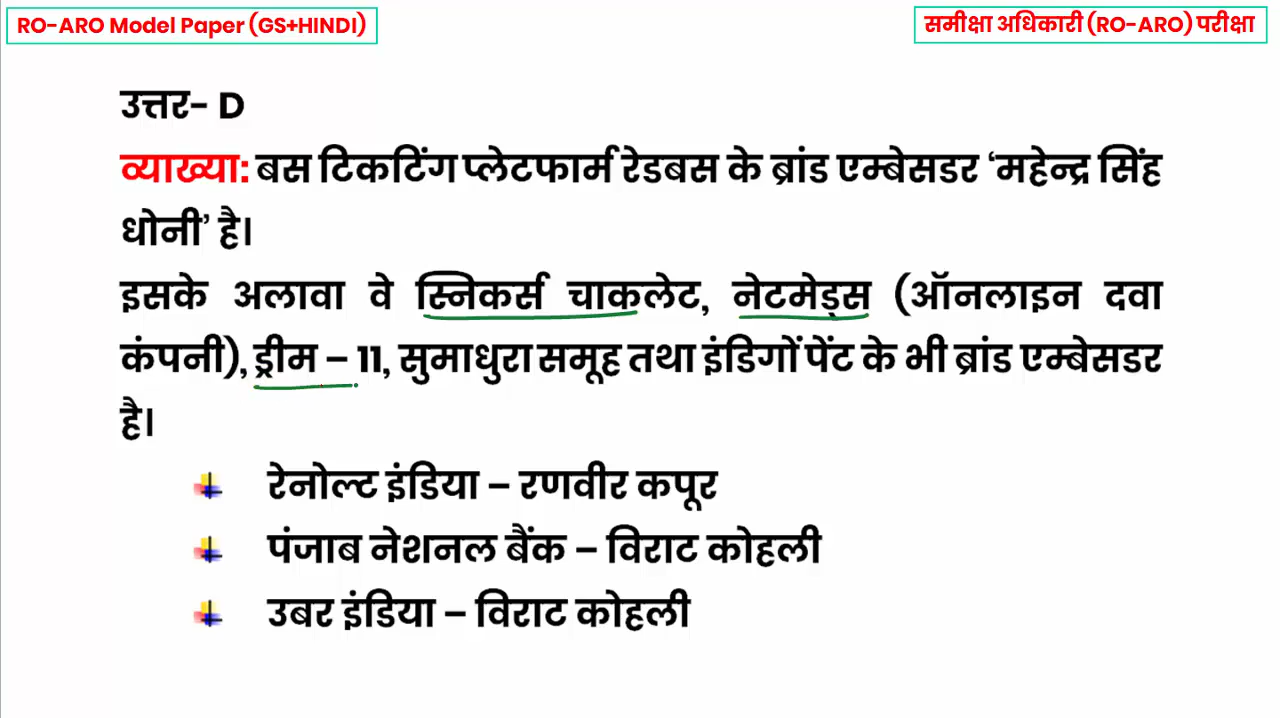 RO-ARO Model Paper (GS+HINDI)
समीक्षा अधिकारी (RO-ARO) परीक्षा
उत्तर- D
व्याख्या: बस टिकटिंग प्लेटफार्म रेडबस के ब्रांड एम्बेसडर ‘महेन्द्र सिंह
धोनी’ है।
इसके अलावा वे स्निकर्स चाकलेट, नेटमेड्स (ऑनलाइन दवा
कंपनी), ड्रीम – 11, सुमाधुरा समूह तथा इंडिगों पेंट के भी ब्रांड एम्बेसडर
है।
रेनोल्ट इंडिया – रणवीर कपूर
पंजाब नेशनल बैंक – विराट कोहली
उबर इंडिया – विराट कोहली